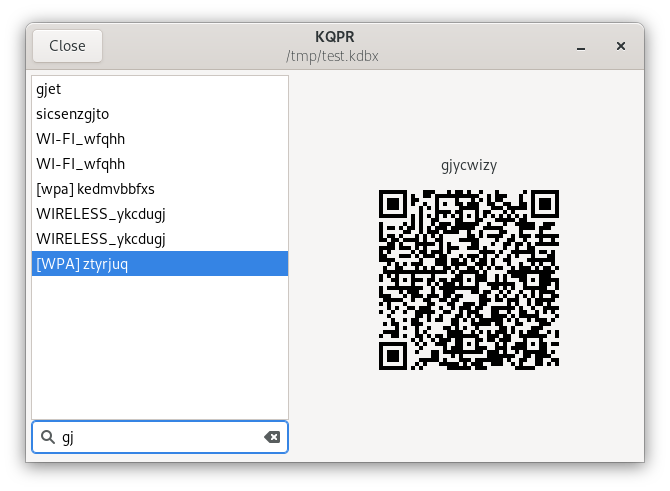 Close
KQPR
/tmp/test.kdbx
gjet
sicsenzgjto
WI-FI_wfqhh
WI-FI_wfqhh
[wpa] kedmvbbfxs
WIRELESS_ykcdugj
WIRELESS_ykcdugj
[WPA] ztyrjuq
gj
gjycwizy